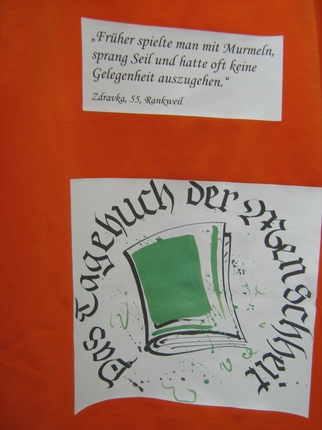 „Früher spielte man mit Murmeln,
sprang Seil und hatte oft keine
Gelegenheit auszugehen.“
Zdravka, 55, Rankweil
Das Tagebuch der Menschheit